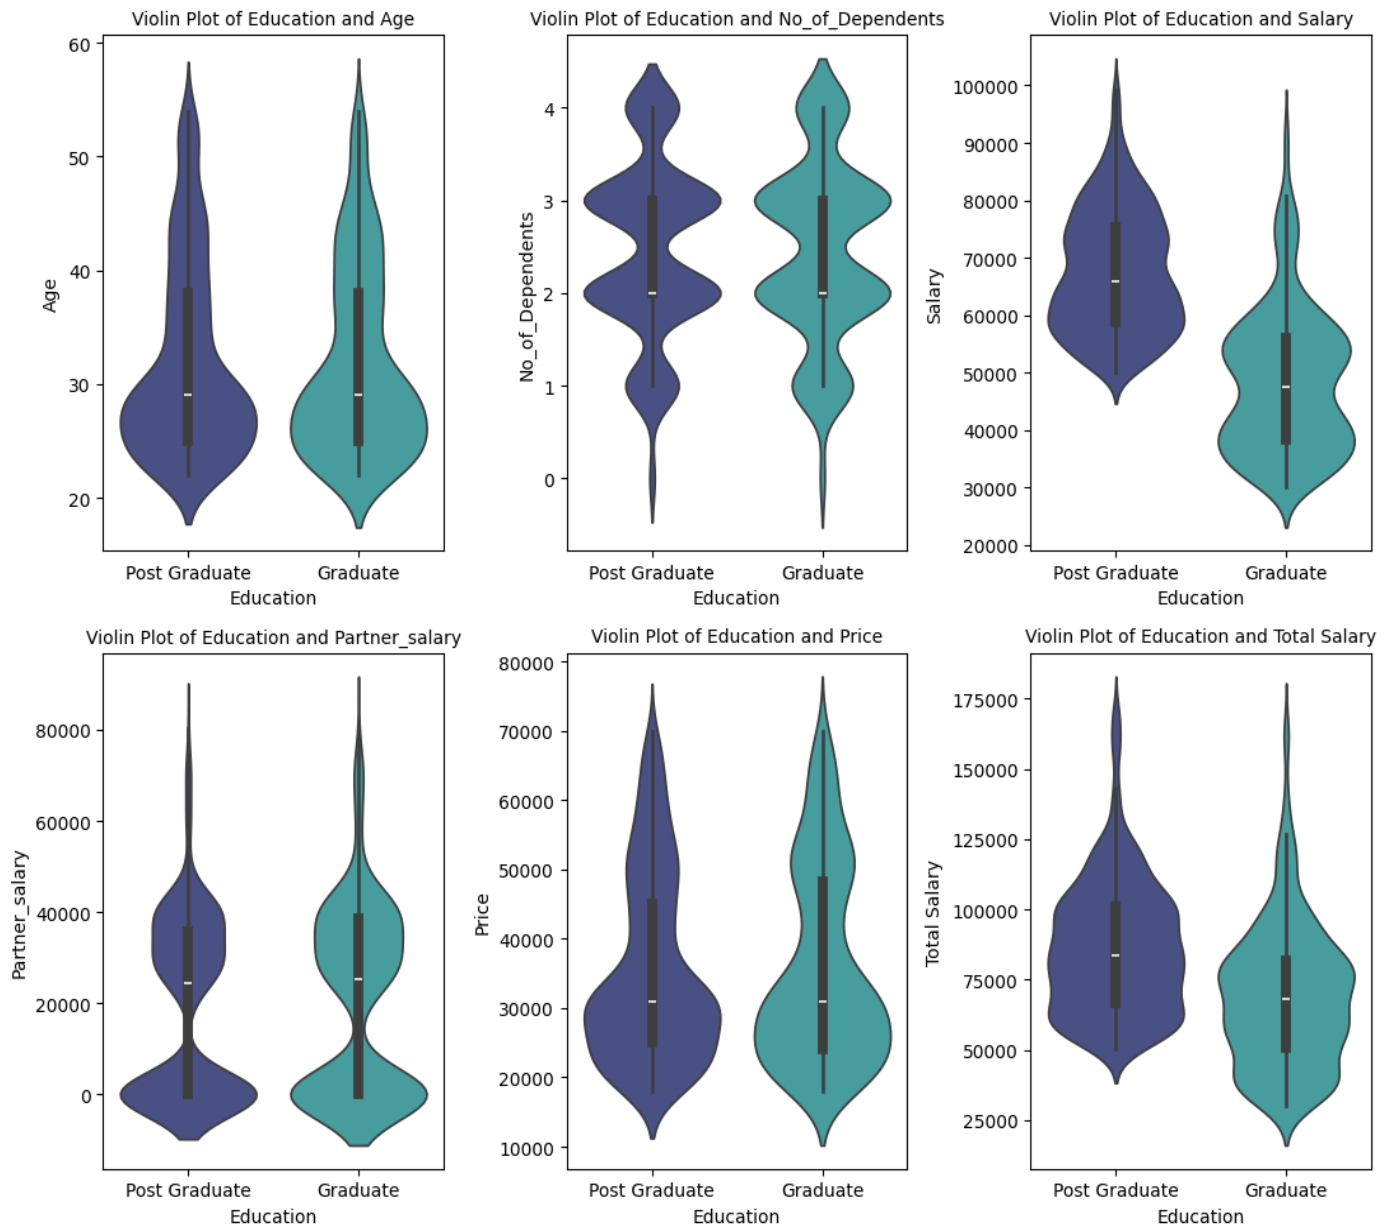 Violin Plot of Education and Age
60
50
40
30
20
Age
Post Graduate
Graduate
Education
Violin Plot of Education and No_of_Dependents
4
3
2
1
0
No_of_Dependents
Post Graduate
Graduate
Education
Violin Plot of Education and Salary
100000
90000
80000
70000
60000
50000
40000
30000
20000
Salary
Post Graduate
Graduate
Education
Violin Plot of Education and Partner_salary
80000
60000
40000
20000
0
Partner_salary
Post Graduate
Graduate
Education
Violin Plot of Education and Price
80000
70000
60000
50000
40000
30000
20000
10000
Price
Post Graduate
Graduate
Education
Violin Plot of Education and Total Salary
175000
150000
125000
100000
75000
50000
25000
Total Salary
Post Graduate
Graduate
Education